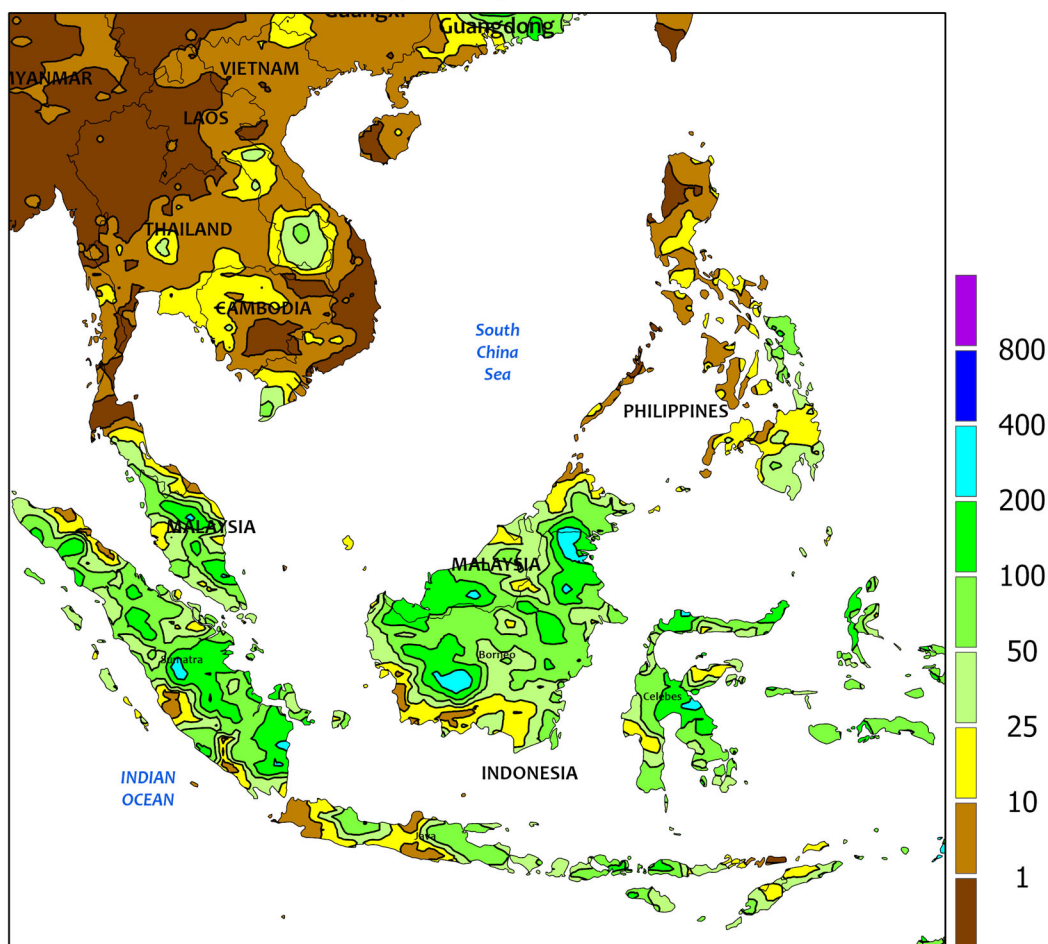 Guangxi
Guangdong
MYANMAR
VIETNAM
LAOS
THAILAND
CAMBODIA
South
China
Sea
PHILIPPINES
MALAYSIA
MALAYSIA
Borneo
Sumatra
Celebes
INDONESIA
INDIAN
OCEAN
Java
800
400
200
100
50
25
10
1